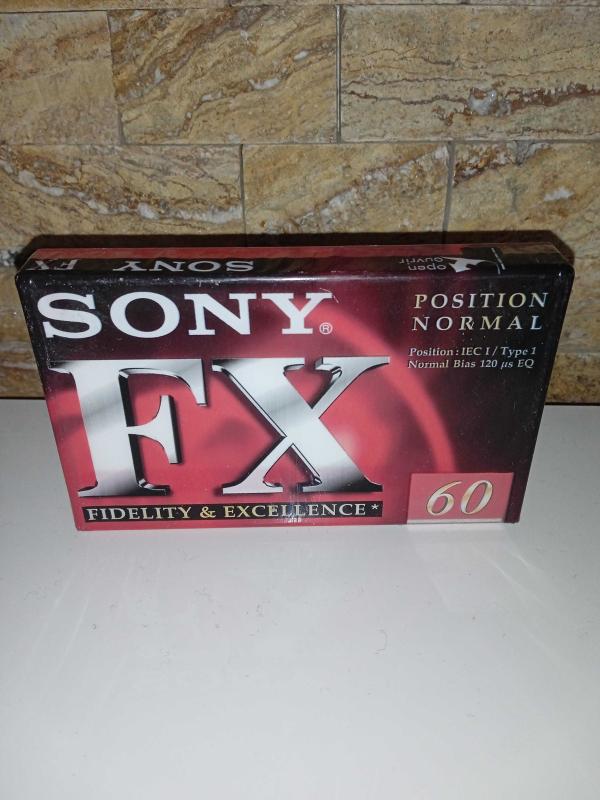 SONY FX
open
ouvrir
SONY®
FX
FIDELITY & EXCELLENCE*
POSITION
NORMAL
Position : IEC I / Type 1
Normal Bias 120 µs EQ
60